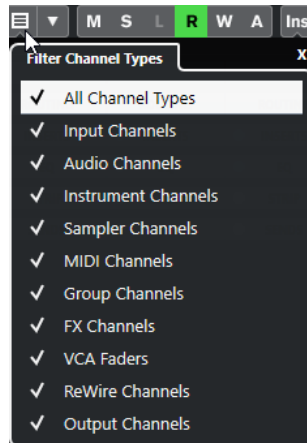 M S L R W A Ins
Filter Channel Types X
All Channel Types
Input Channels
Audio Channels
Instrument Channels
Sampler Channels
MIDI Channels
Group Channels
FX Channels
VCA Faders
ReWire Channels
Output Channels